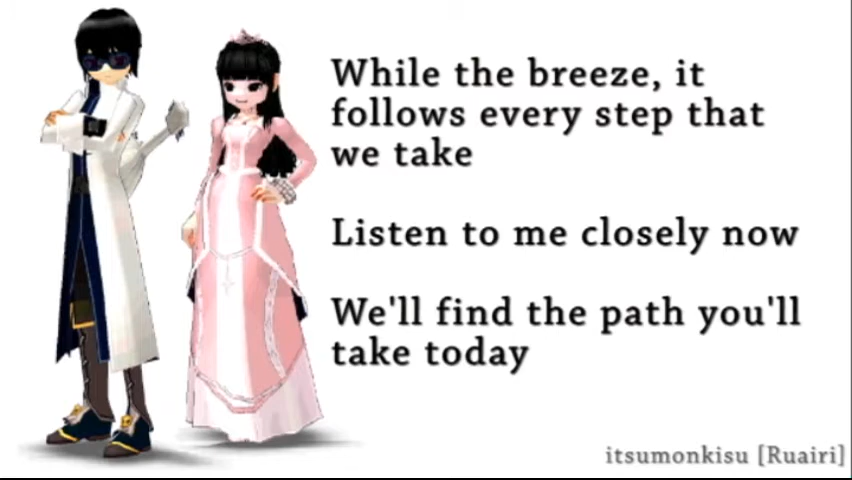 While the breeze, it
follows every step that
we take
Listen to me closely now
We'll find the path you'll
take today
itsumonkisu [Ruairi]